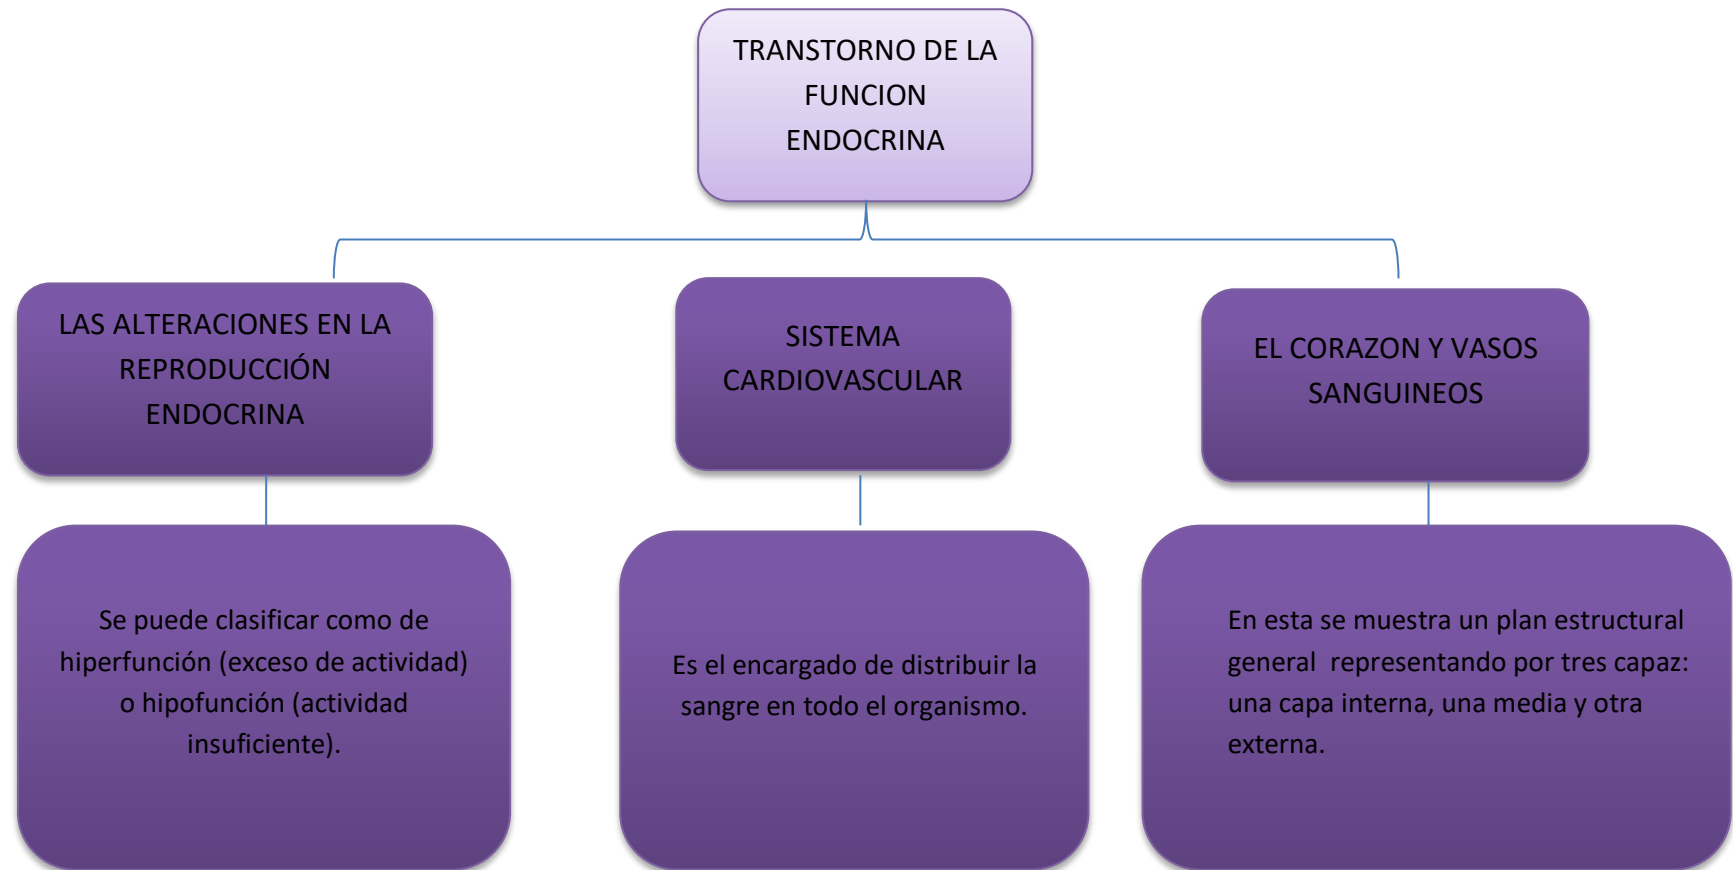 TRANSTORNO DE LA
FUNCION
ENDOCRINA
LAS ALTERACIONES EN LA
REPRODUCCIÓN
ENDOCRINA
SISTEMA
CARDIOVASCULAR
EL CORAZON Y VASOS
SANGUINEOS
Se puede clasificar como de
hiperfunción (exceso de actividad)
o hipofunción (actividad
insuficiente).
Es el encargado de distribuir la
sangre en todo el organismo.
En esta se muestra un plan estructural
general  representando por tres capaz:
una capa interna, una media y otra
externa.